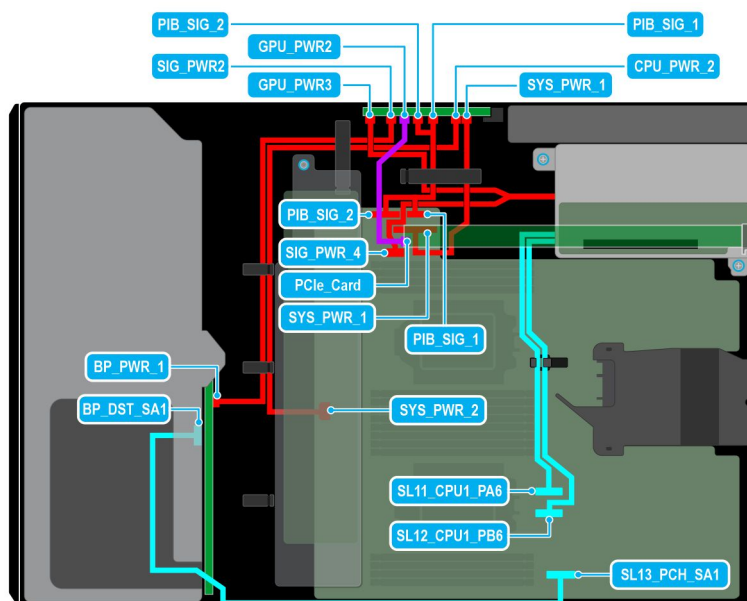 PIB_SIG_2
PIB_SIG_1
GPU_PWR2
SIG_PWR2
CPU_PWR_2
GPU_PWR3
SYS_PWR_1
PIB_SIG_2
SIG_PWR_4
PCIe_Card
SYS_PWR_1
PIB_SIG_1
BP_PWR_1
BP_DST_SA1
SYS_PWR_2
SL11_CPU1_PA6
SL12_CPU1_PB6
SL13_PCH_SA1